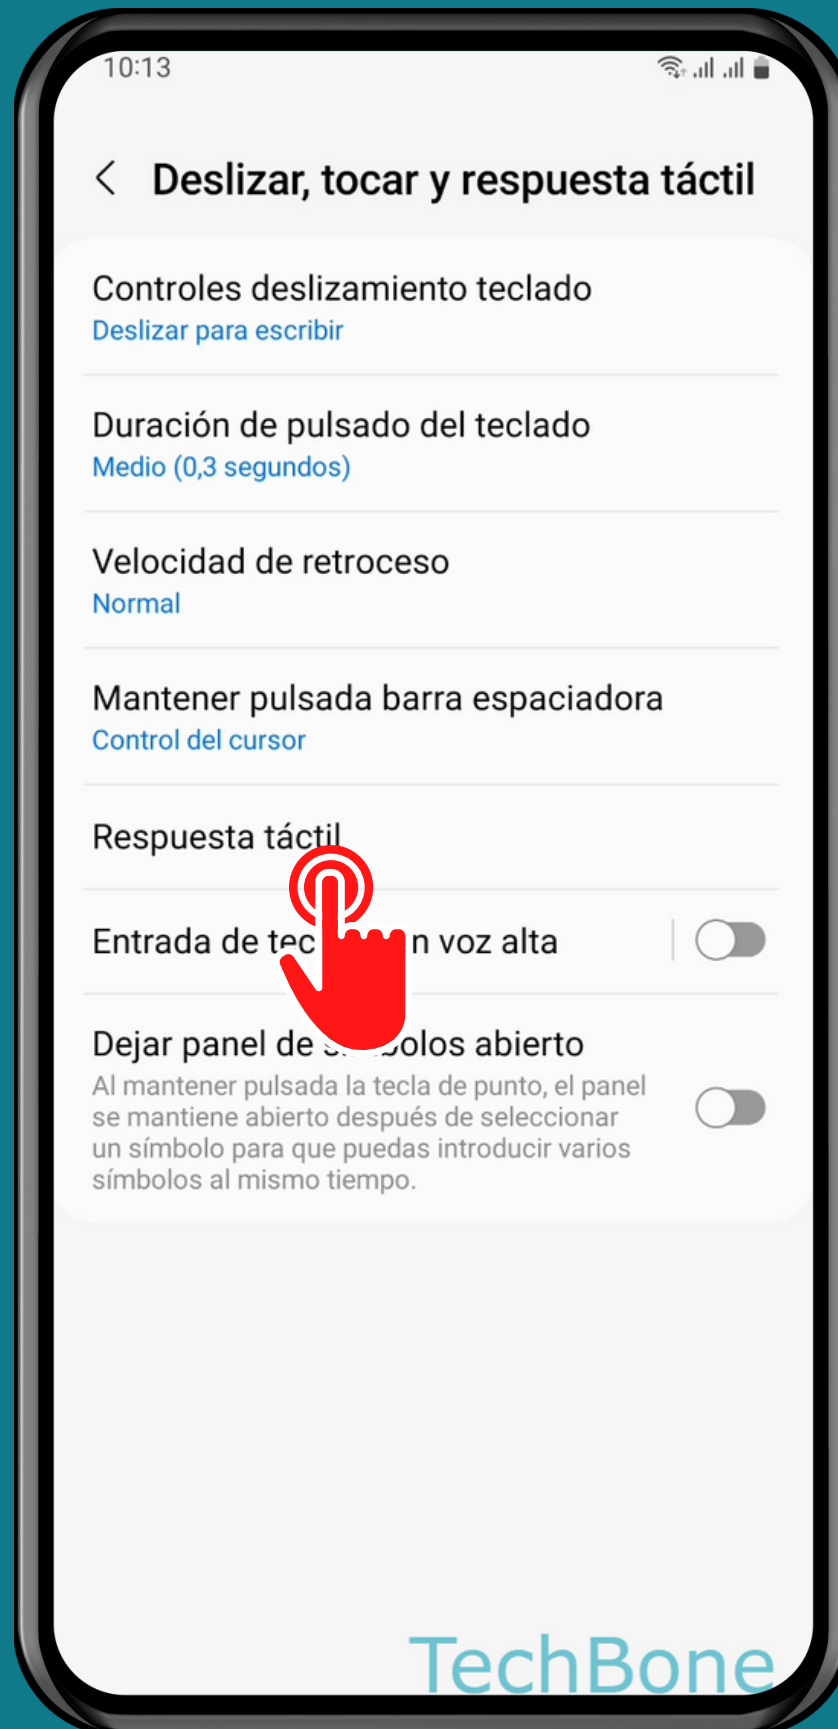 10:13
Deslizar, tocar y respuesta táctil
Controles deslizamiento teclado
Deslizar para escribir
Duración de pulsado del teclado
Medio (0,3 segundos)
Velocidad de retroceso
Normal
Mantener pulsada barra espaciadora
Control del cursor
Respuesta táctil
Entrada de voz alta
Dejar panel de abierto
Al mantener pulsada la tecla de punto, el panel
se mantiene abierto después de seleccionar
un símbolo para que puedas introducir varios
símbolos al mismo tiempo.
TechBone